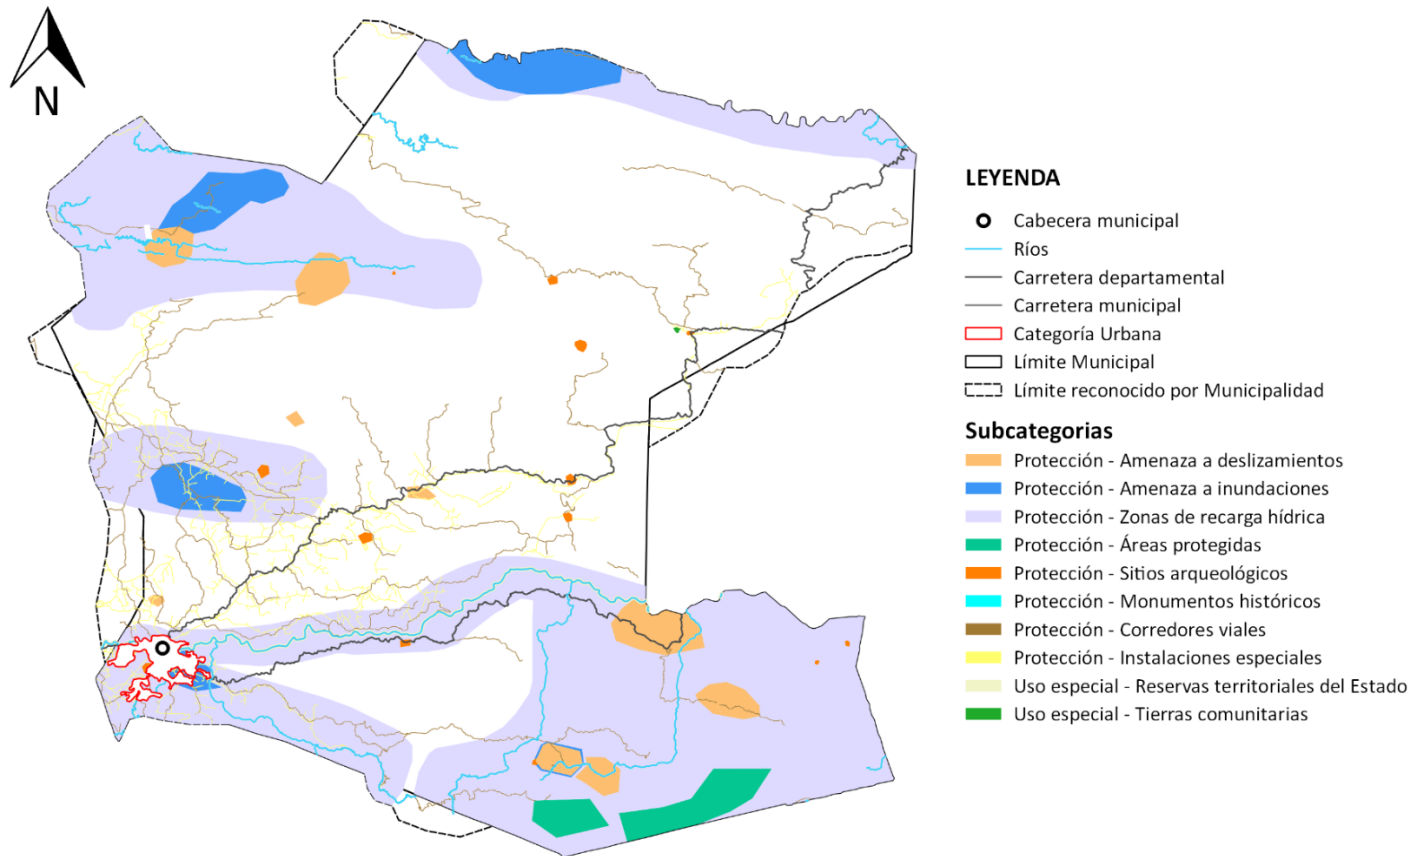 N
LEYENDA
Cabecera municipal
Ríos
Carretera departamental
Carretera municipal
Categoría Urbana
Límite Municipal
Límite reconocido por Municipalidad
Subcategorias
Protección - Amenaza a deslizamientos
Protección - Amenaza a inundaciones
Protección - Zonas de recarga hídrica
Protección - Áreas protegidas
Protección - Sitios arqueológicos
Protección - Monumentos históricos
Protección - Corredores viales
Protección - Instalaciones especiales
Uso especial - Reservas territoriales del Estado
Uso especial - Tierras comunitarias